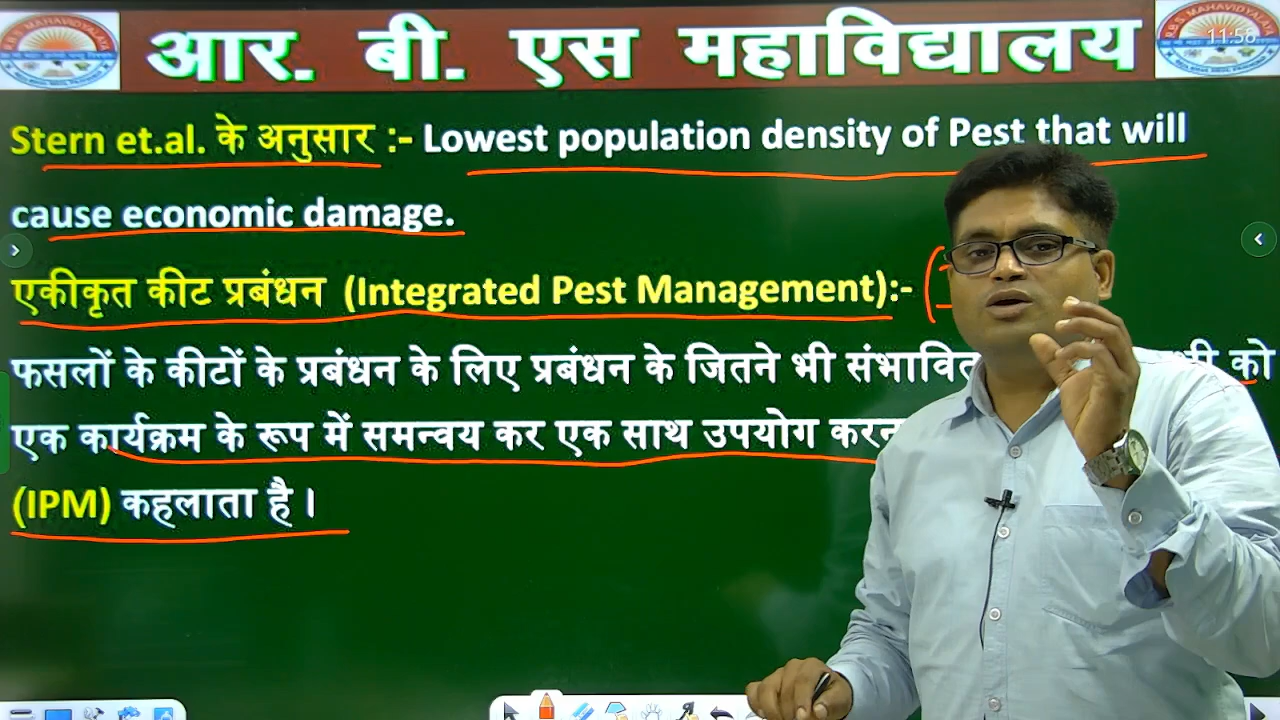 आर. बी. एस महाविद्यालय
11:56
Stern et.al. के अनुसार :- Lowest population density of Pest that will
cause economic damage.
एकीकृत कीट प्रबंधन (Integrated Pest Management):-
फसलों के कीटों के प्रबंधन के लिए प्रबंधन के जितने भी संभावित को
एक कार्यक्रम के रूप में समन्वय कर एक साथ उपयोग
(IPM) कहलाता है ।